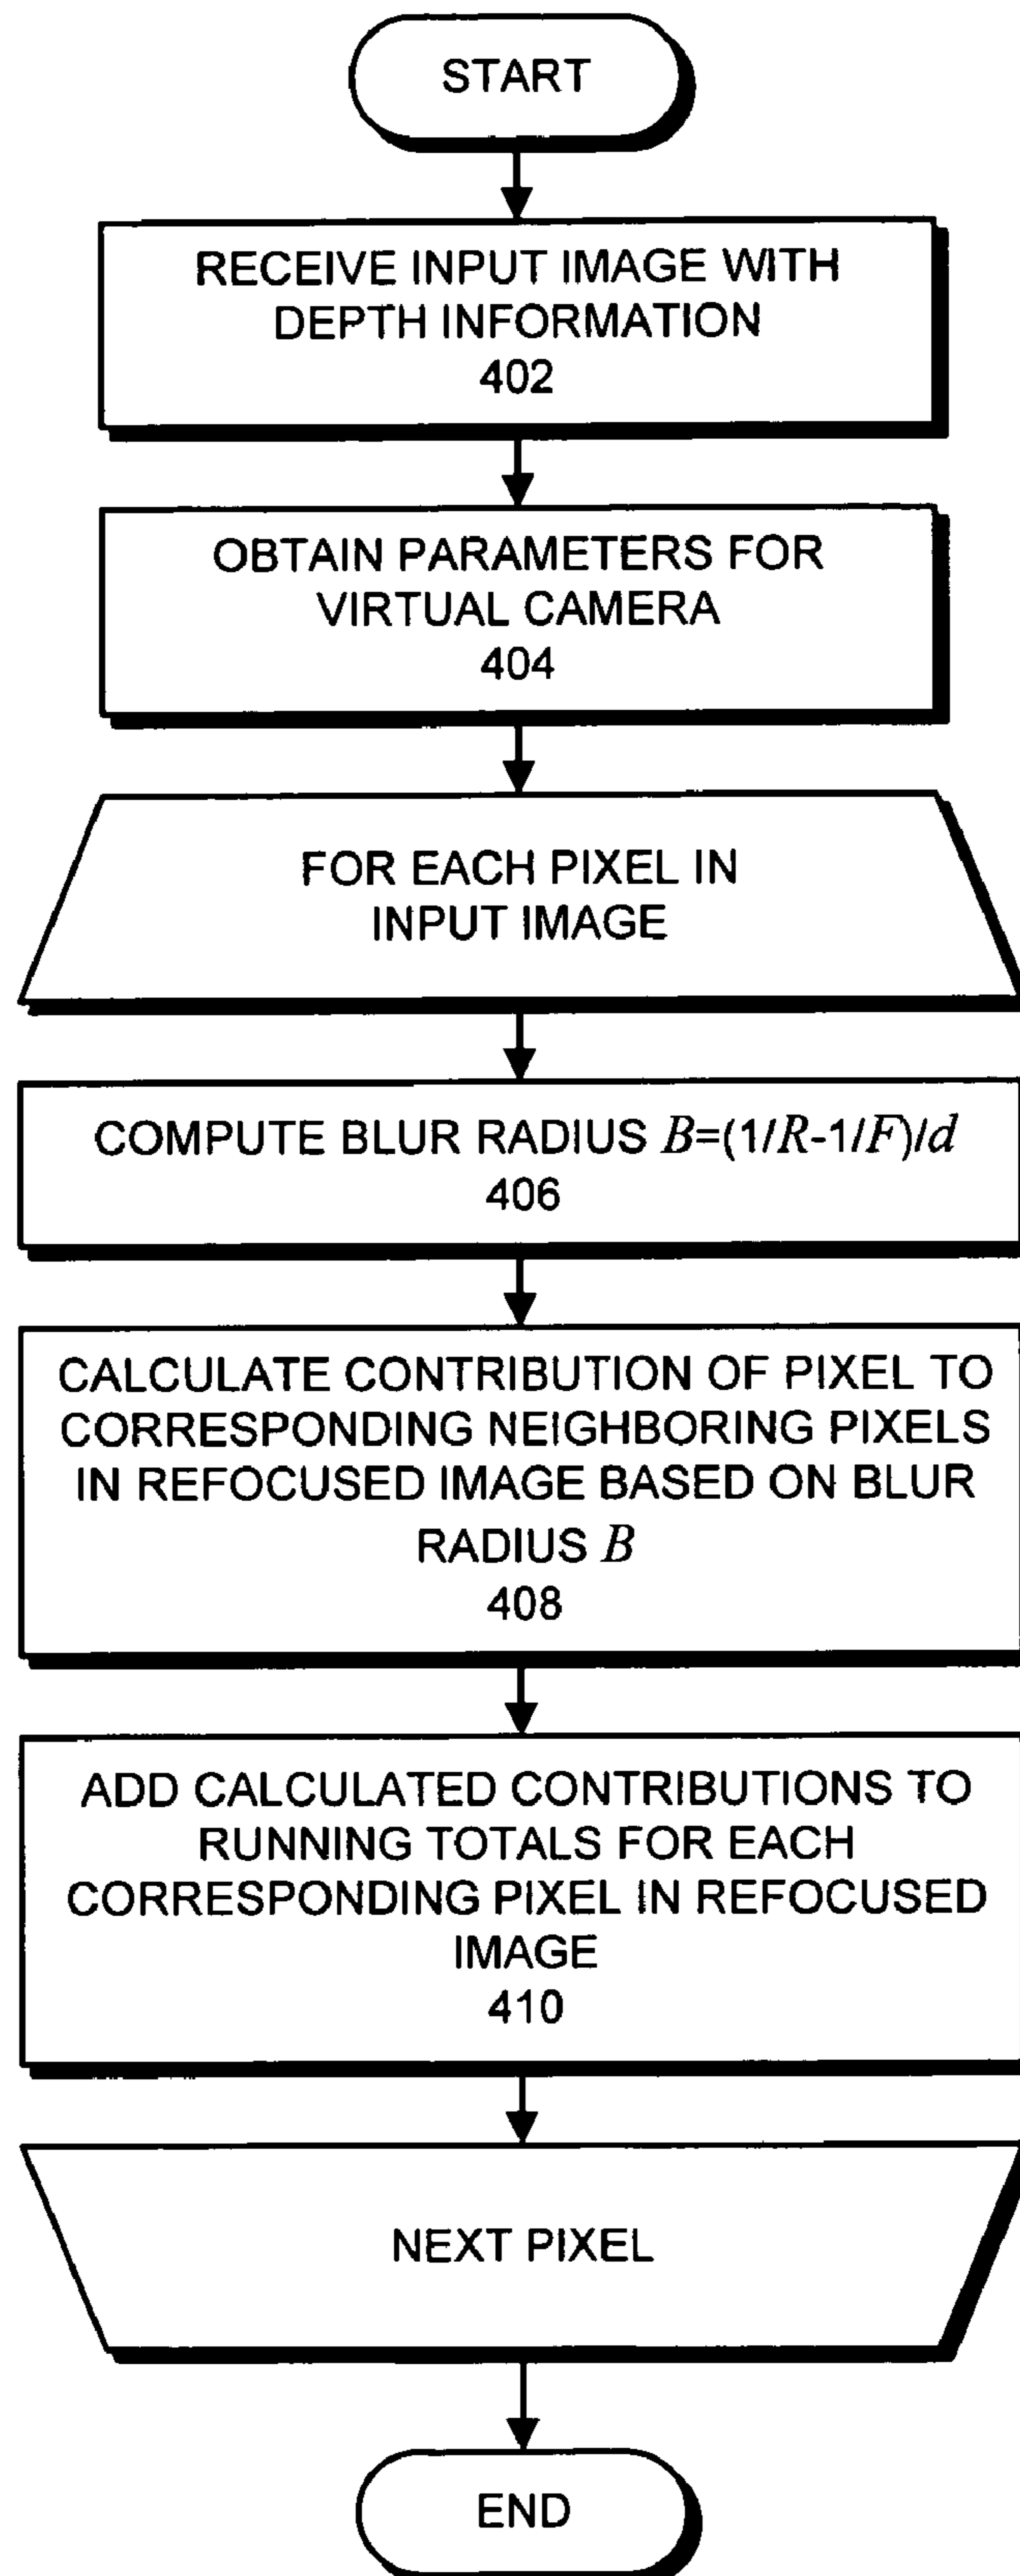 START
RECEIVE INPUT IMAGE WITH
DEPTH INFORMATION
402
OBTAIN PARAMETERS FOR
VIRTUAL CAMERA
404
FOR EACH PIXEL IN
INPUT IMAGE
COMPUTE BLUR RADIUS B=(1/R-1/F)/d
406
CALCULATE CONTRIBUTION OF PIXEL TO
CORRESPONDING NEIGHBORING PIXELS
IN REFOCUSED IMAGE BASED ON BLUR
RADIUS B
408
ADD CALCULATED CONTRIBUTIONS TO
RUNNING TOTALS FOR EACH
CORRESPONDING PIXEL IN REFOCUSED
IMAGE
410
NEXT PIXEL
END